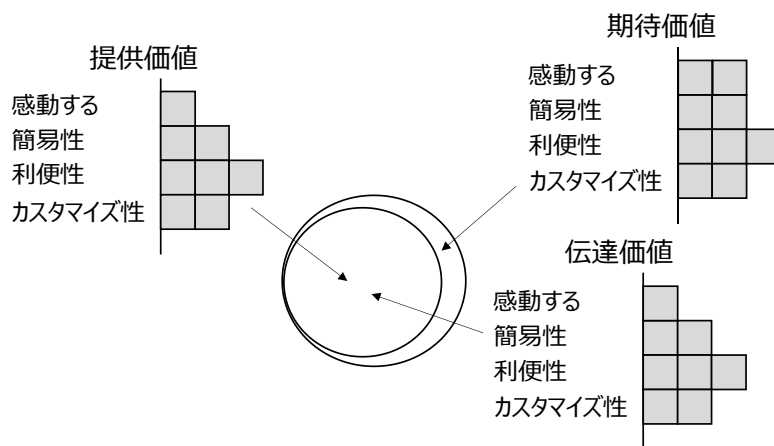 提供価値
感動する
簡易性
利便性
カスタマイズ性
期待価値
感動する
簡易性
利便性
カスタマイズ性
伝達価値
感動する
簡易性
利便性
カスタマイズ性